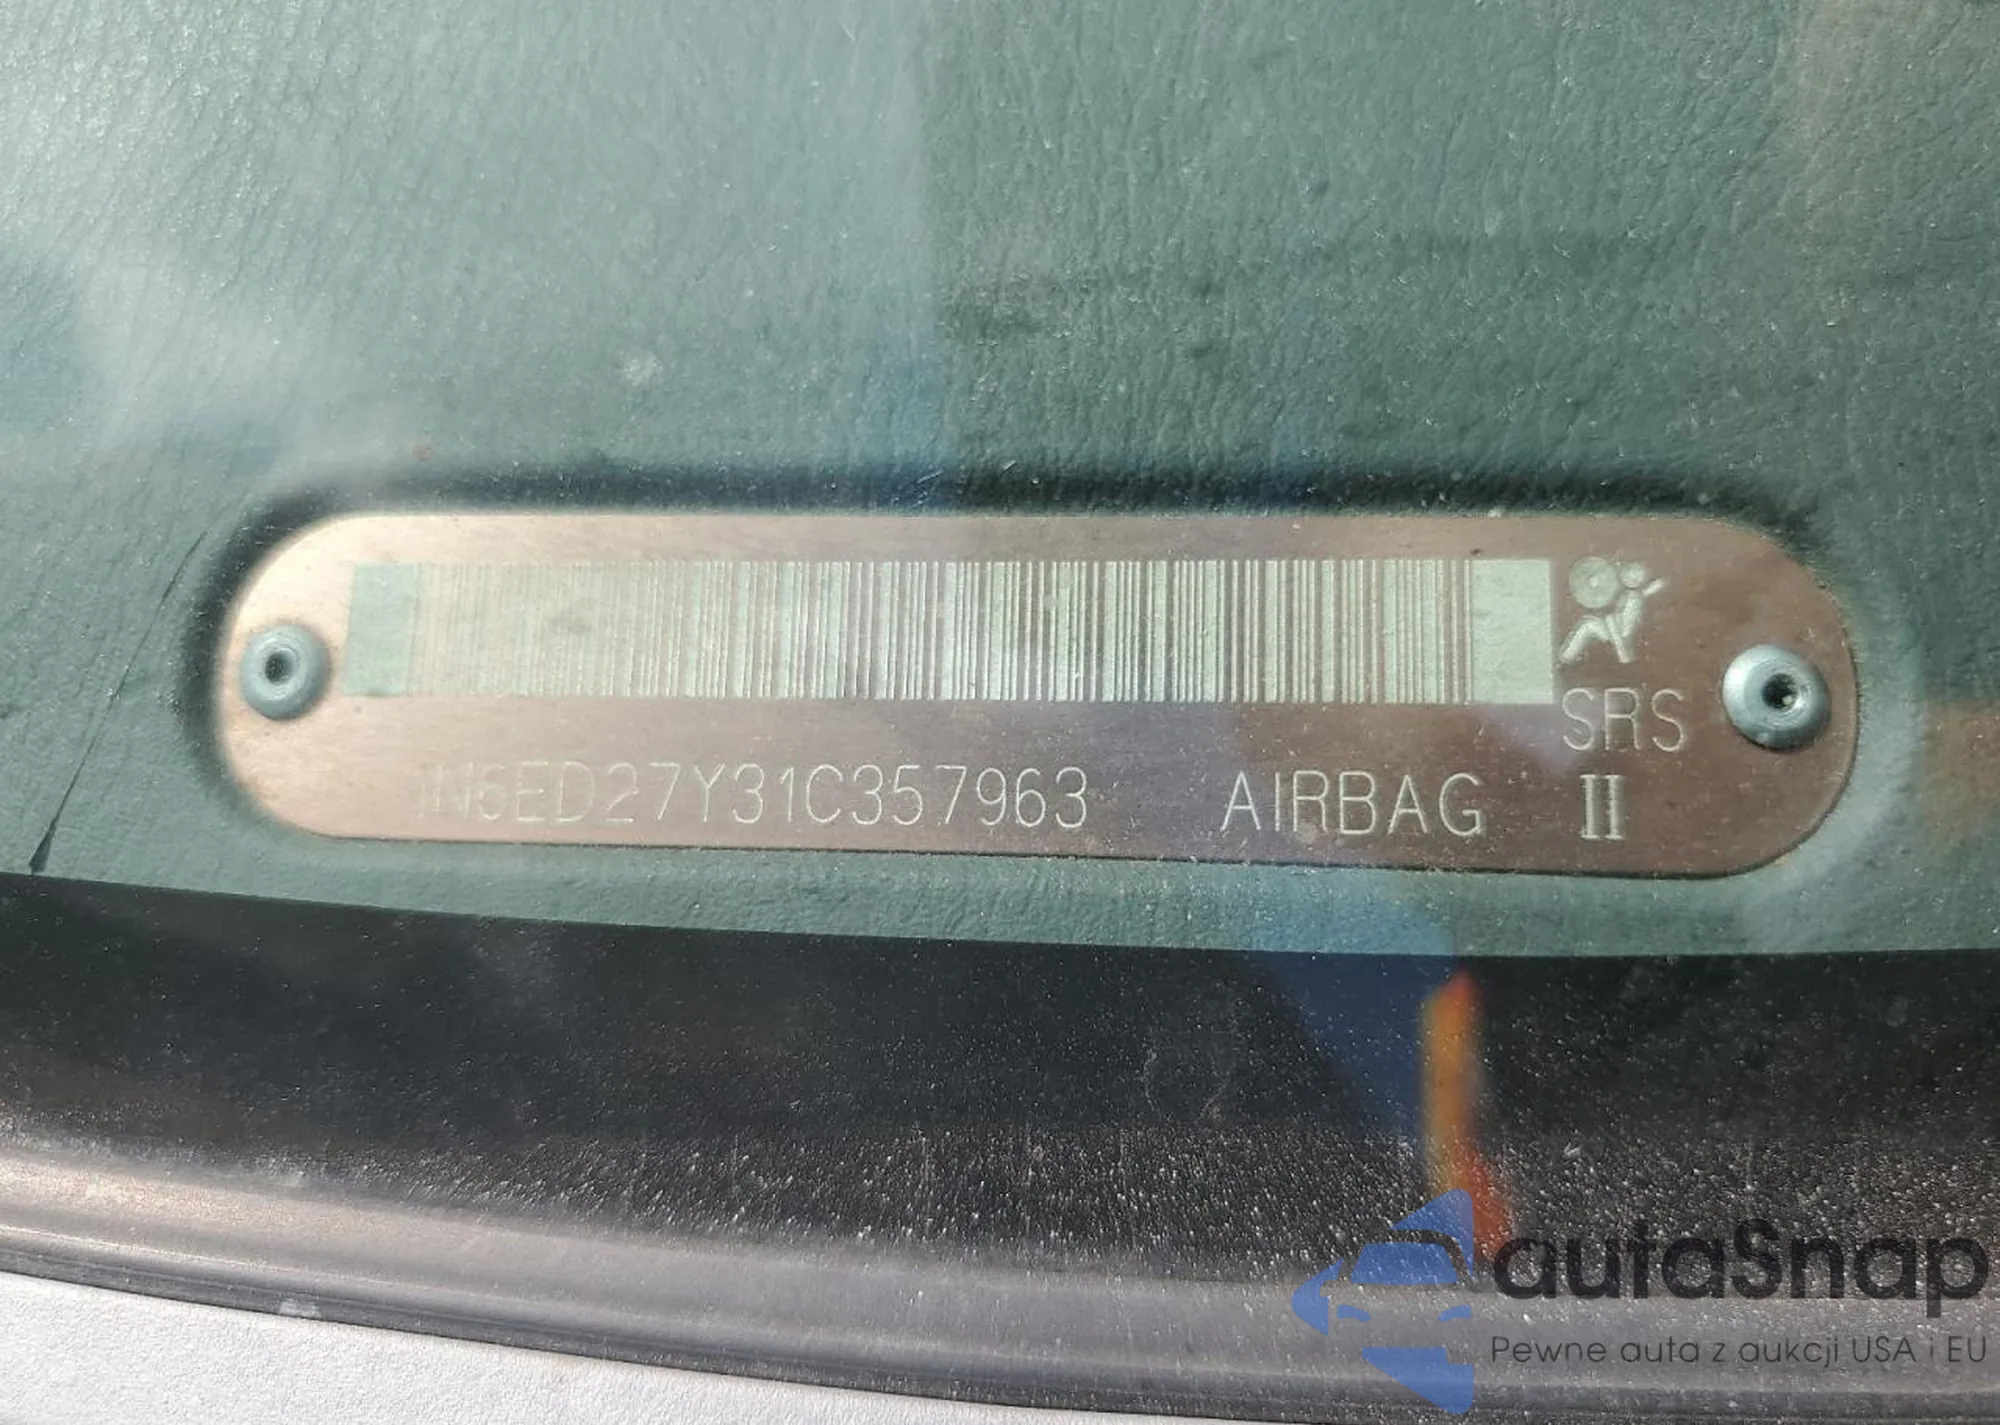 SRS
1N6ED27Y31C357963 AIRBAG II
autaSnap
Pewne auta z aukcji USA i EU